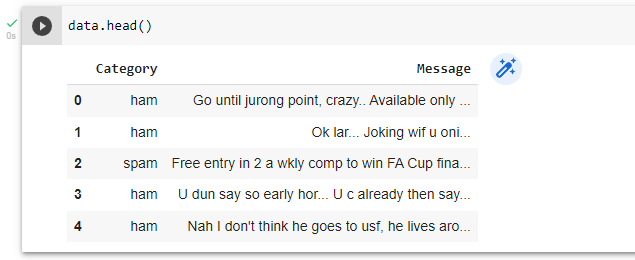 data.head()
0s
Category Message
0 ham Go until jurong point, crazy.. Available only ...
1 ham Ok lar... Joking wif u oni...
2 spam Free entry in 2 a wkly comp to win FA Cup fina...
3 ham U dun say so early hor... U c already then say...
4 ham Nah I don't think he goes to usf, he lives aro...